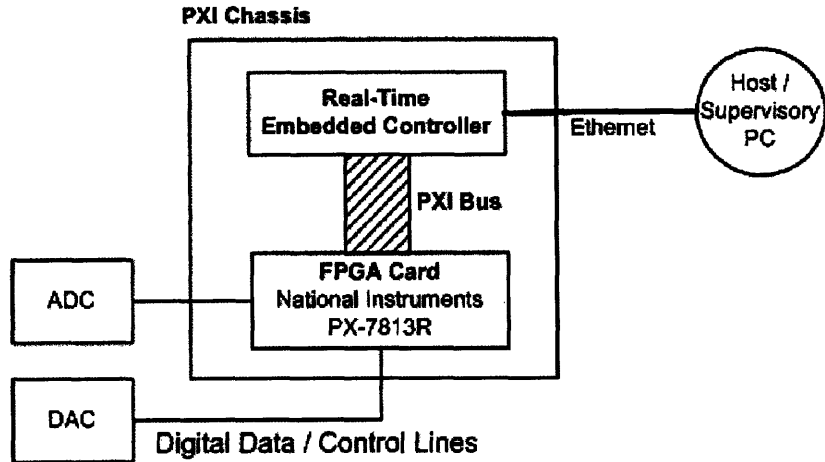 PXI Chassis
Real-Time
Embedded Controller
Ethernet
Host /
Supervisory
PC
PXI Bus
FPGA Card
National Instruments
PX-7813R
ADC
DAC
Digital Data / Control Lines